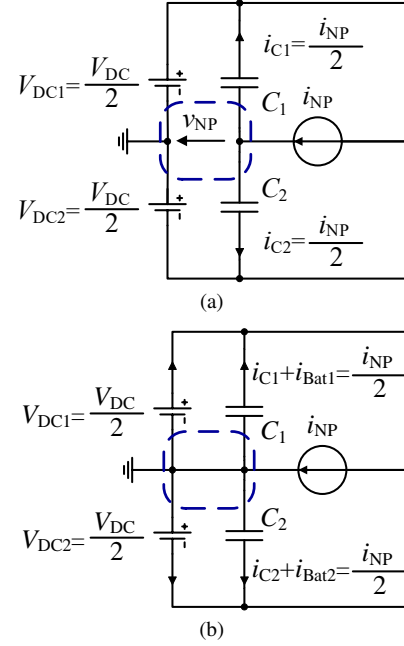 i_C1=i_NP/2
V_DC1=V_DC/2
+
-
C_1
i_NP
v_NP
C_2
V_DC2=V_DC/2
+
-
i_C2=i_NP/2
(a)
i_C1+i_Bat1=i_NP/2
V_DC1=V_DC/2
+
-
C_1
i_NP
C_2
V_DC2=V_DC/2
+
-
i_C2+i_Bat2=i_NP/2
(b)